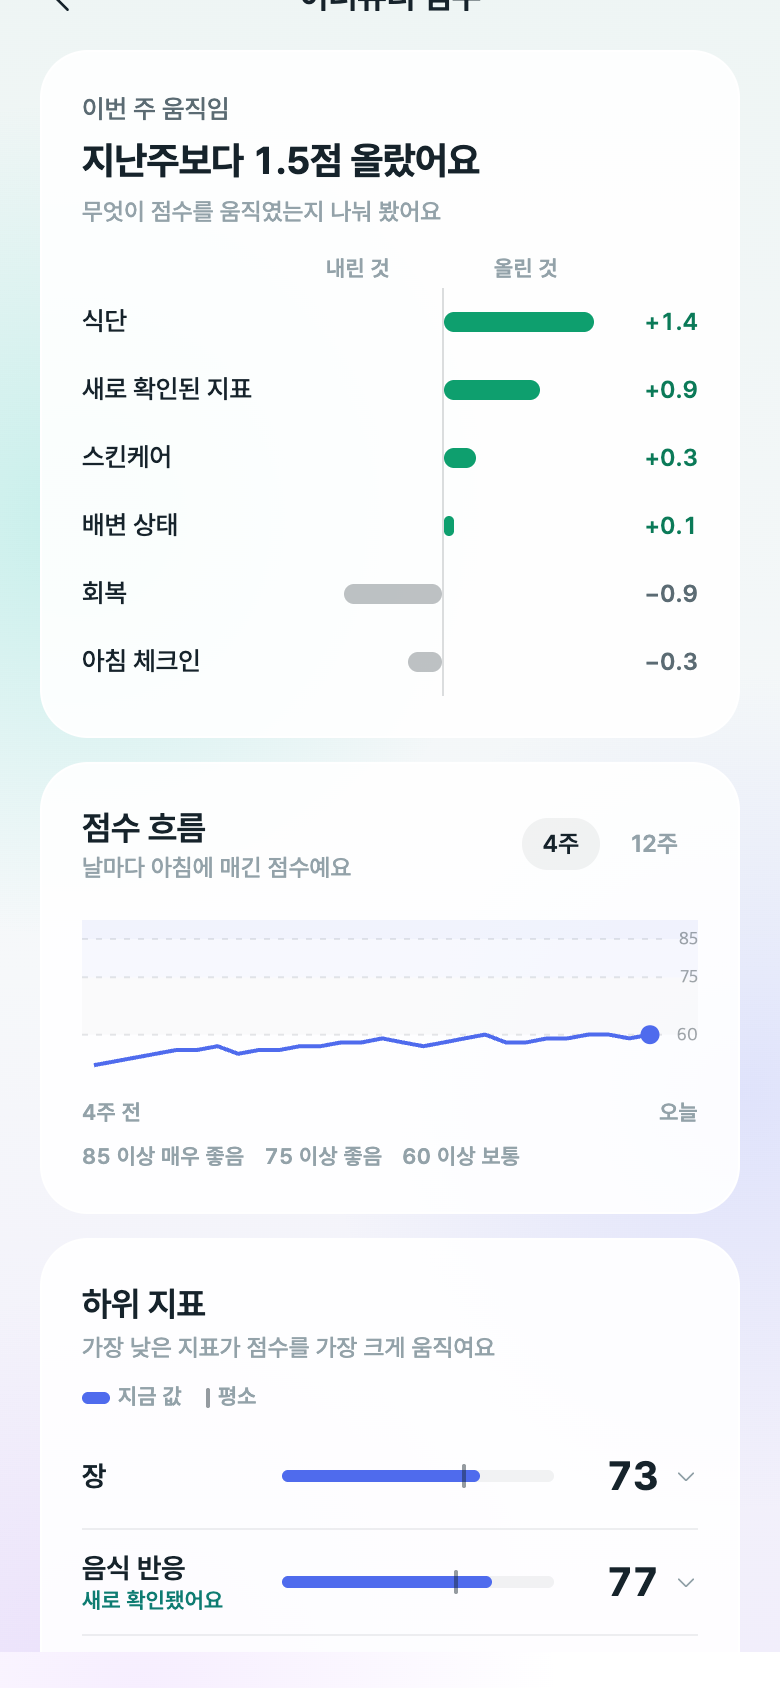 이번 주 움직임
지난주보다 1.5점 올랐어요
무엇이 점수를 움직였는지 나눠 봤어요
내린 것 올린 것
식단 +1.4
새로 확인된 지표 +0.9
스킨케어 +0.3
배변 상태 +0.1
회복 −0.9
아침 체크인 −0.3
점수 흐름
4주 12주
날마다 아침에 매긴 점수예요
85
75
60
4주 전 오늘
85 이상 매우 좋음 75 이상 좋음 60 이상 보통
하위 지표
가장 낮은 지표가 점수를 가장 크게 움직여요
지금 값 평소
장 73
음식 반응 77
새로 확인됐어요